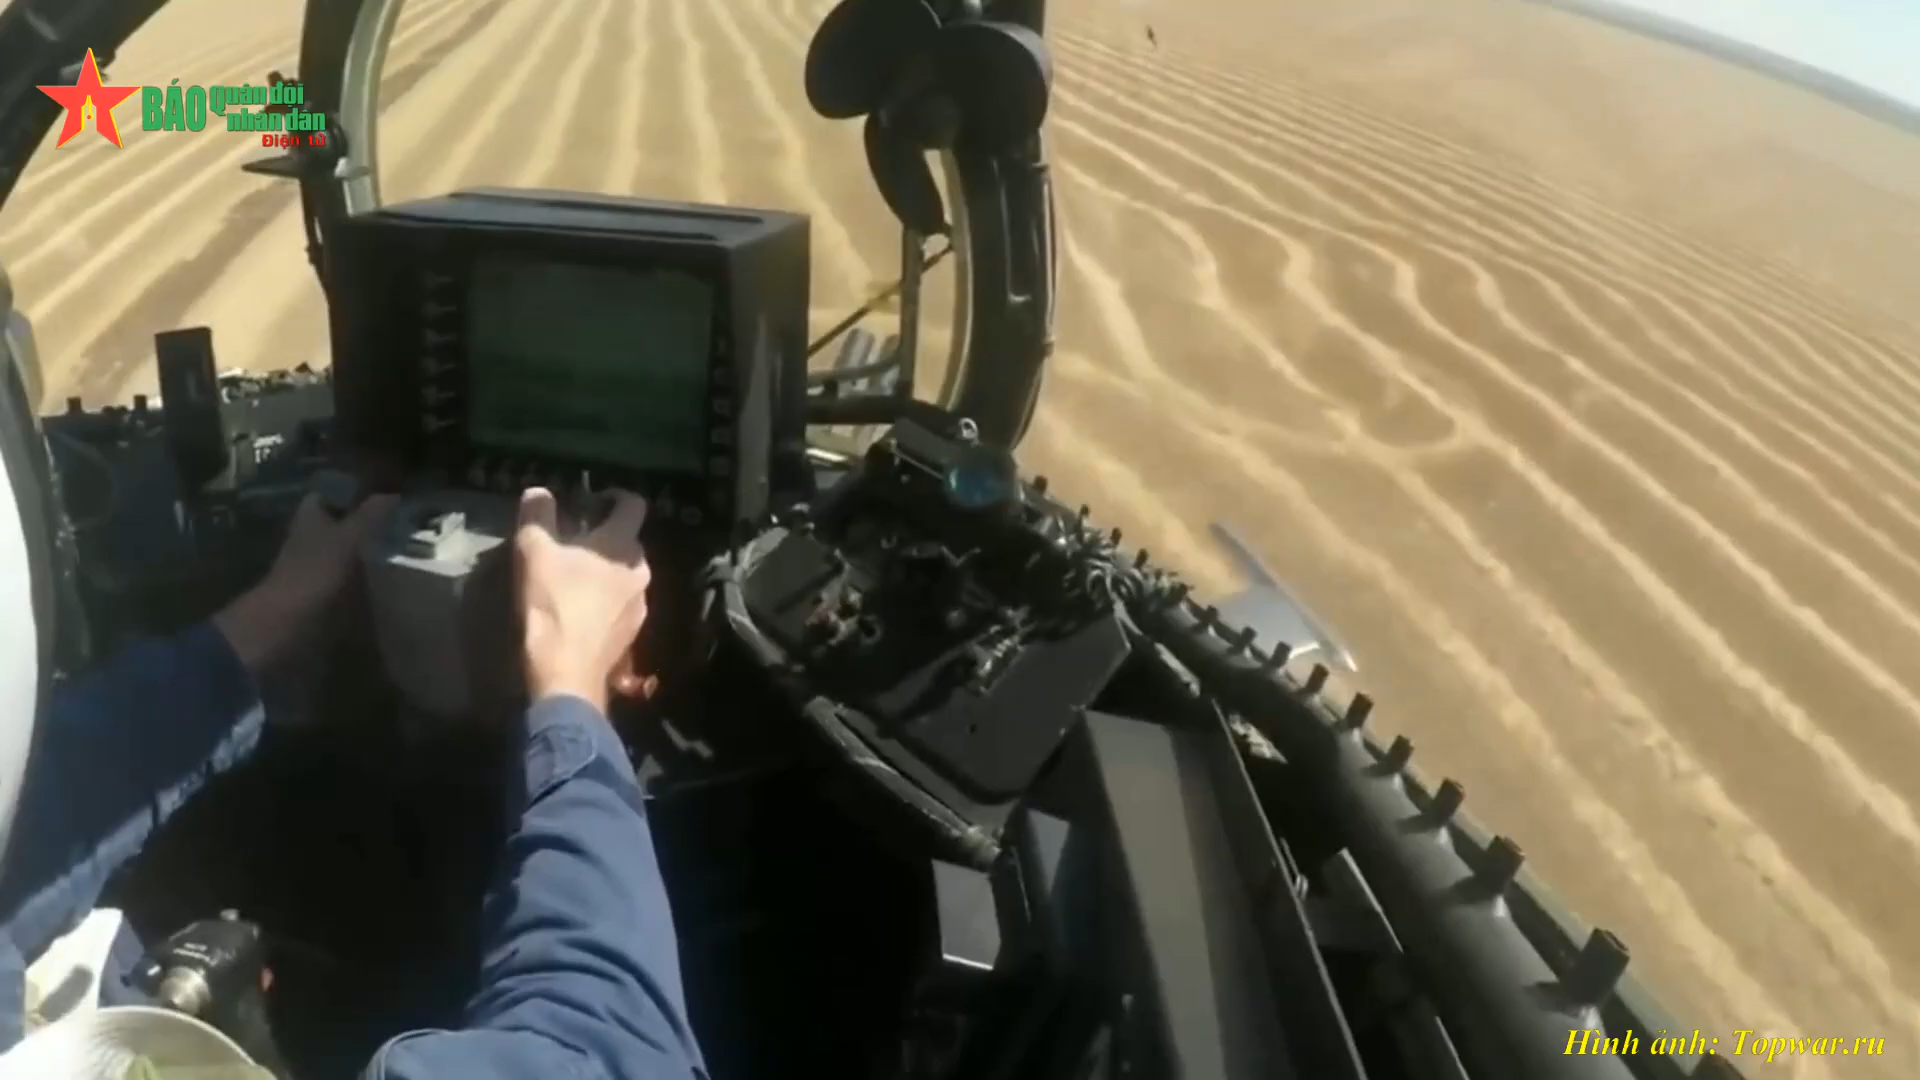 BÁO Quân đội
nhân dân
Điện tử
Hình ảnh: Topwar.ru